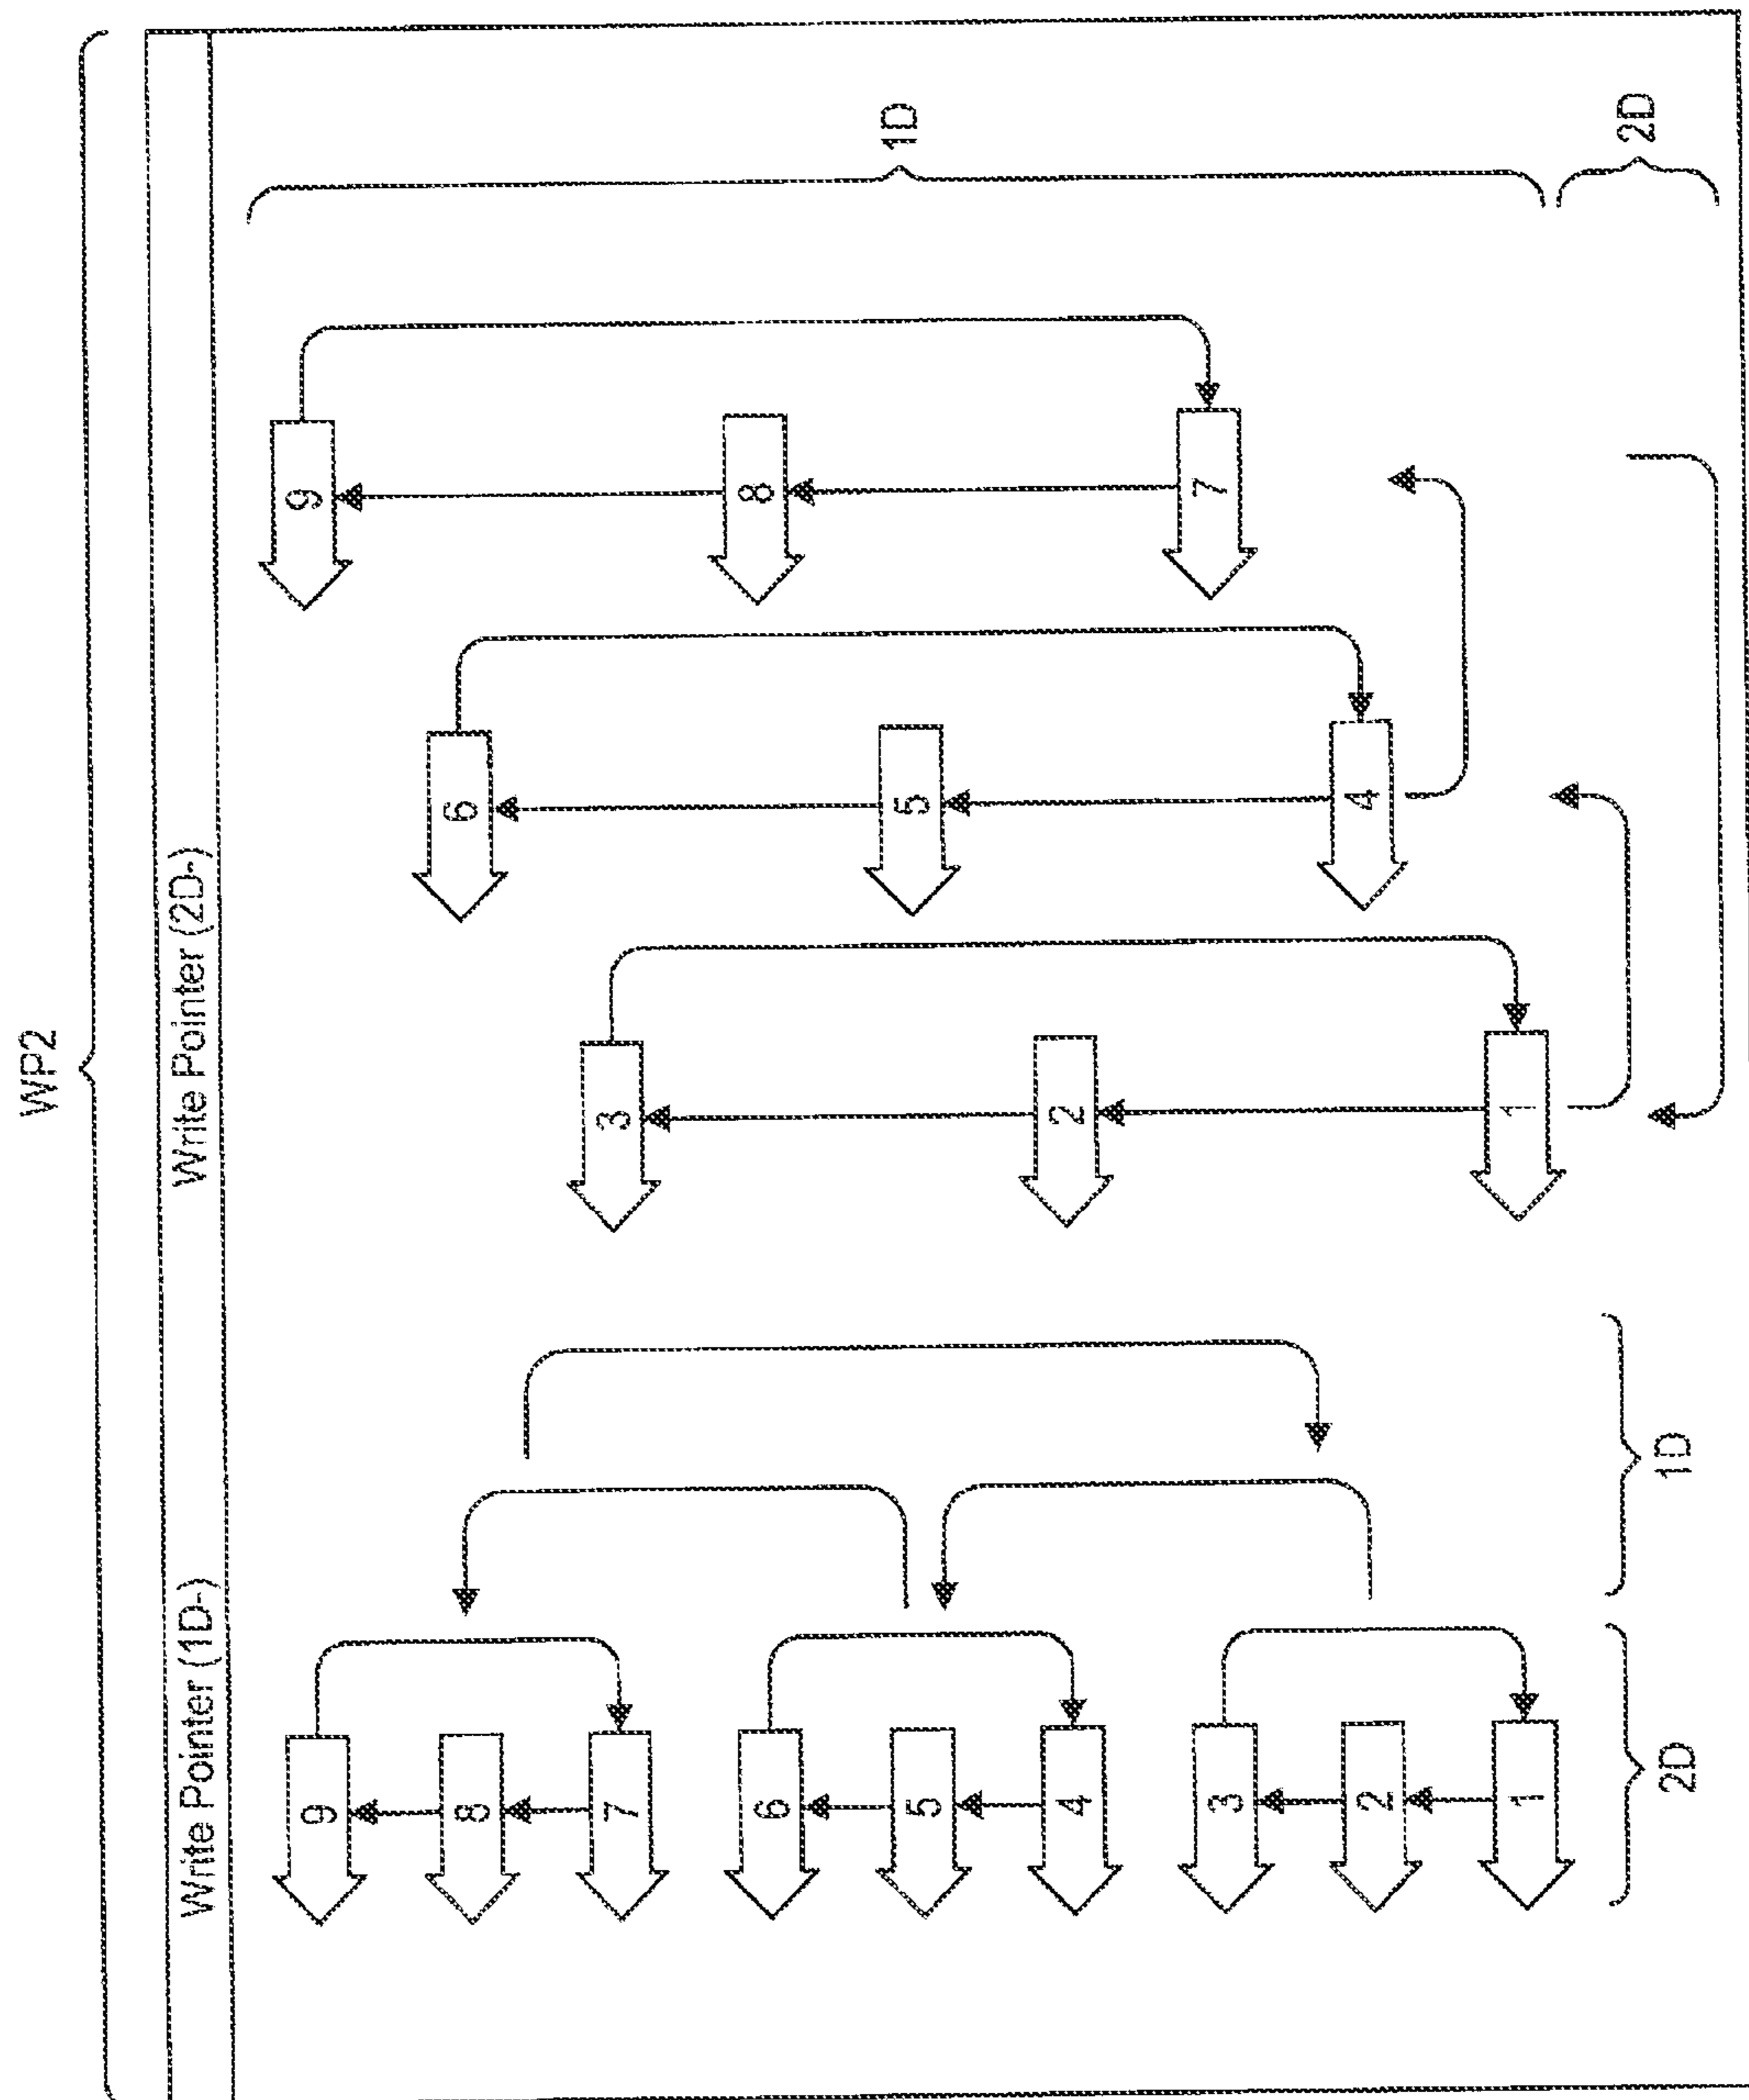 WP2
Write Pointer (1D-) Write Pointer (2D-)
9 9
8 6
7 3
6 8
5 5 1D
4 2
3 7
2 4
1 1
2D 1D 2D